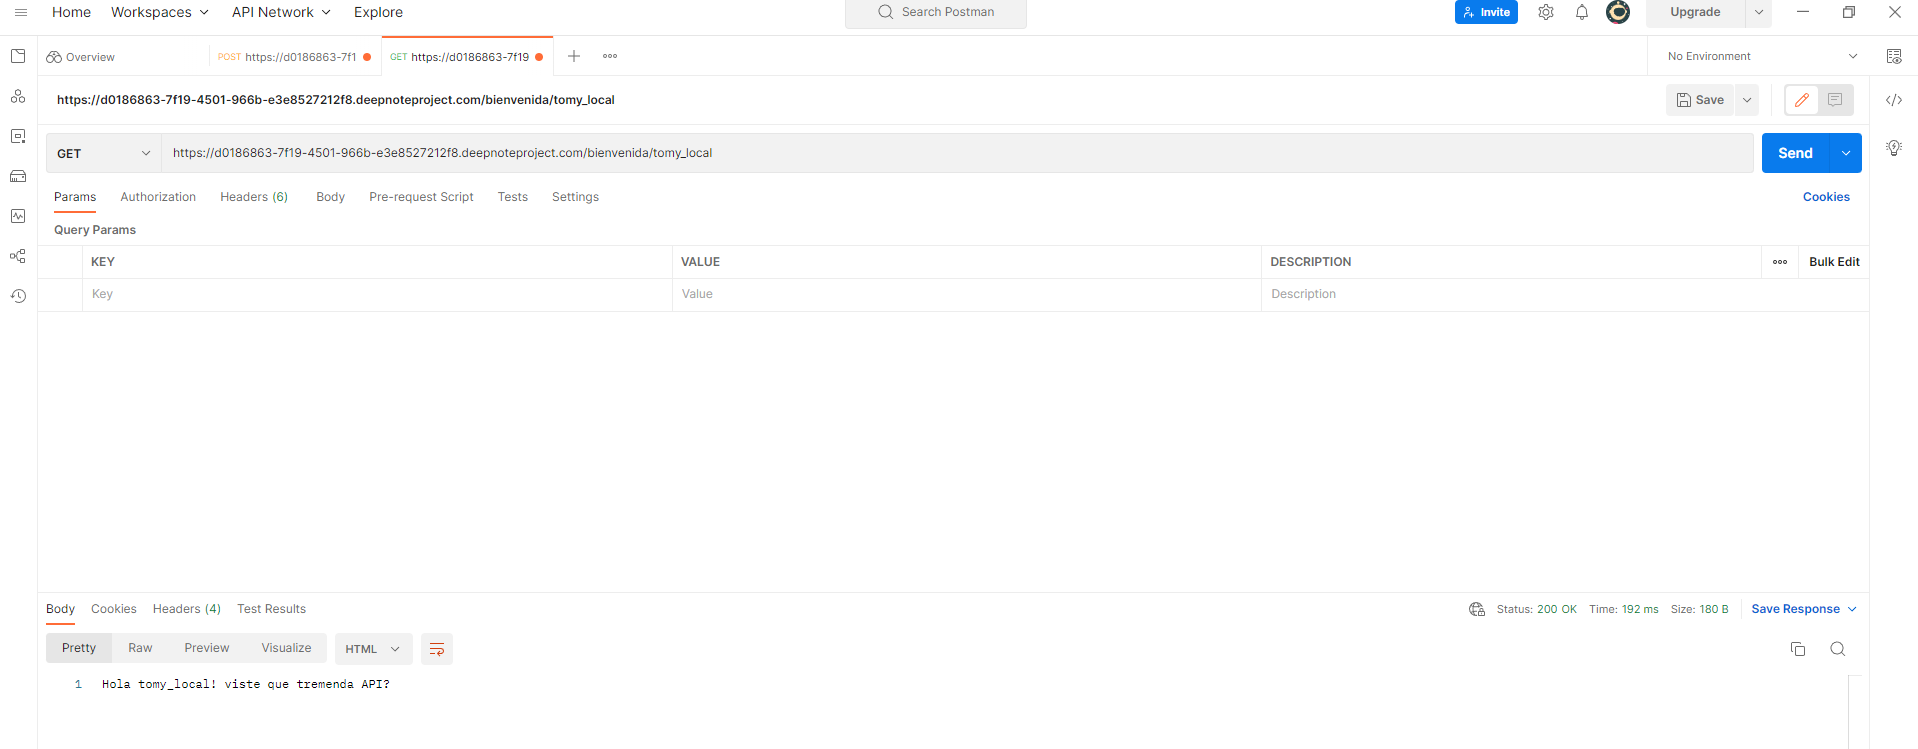 Home Workspaces API Network Explore Search Postman Invite Upgrade
Overview POST https://d0186863-7f1 GET https://d0186863-7f19 No Environment
https://d0186863-7f19-4501-966b-e3e8527212f8.deepnoteproject.com/bienvenida/tomy_local Save
GET https://d0186863-7f19-4501-966b-e3e8527212f8.deepnoteproject.com/bienvenida/tomy_local Send
Params Authorization Headers (6) Body Pre-request Script Tests Settings Cookies
Query Params
KEY VALUE DESCRIPTION Bulk Edit
Key Value Description
Body Cookies Headers (4) Test Results Status: 200 OK Time: 192 ms Size: 180 B Save Response
Pretty Raw Preview Visualize HTML
1 Hola tomy_local! viste que tremenda API?